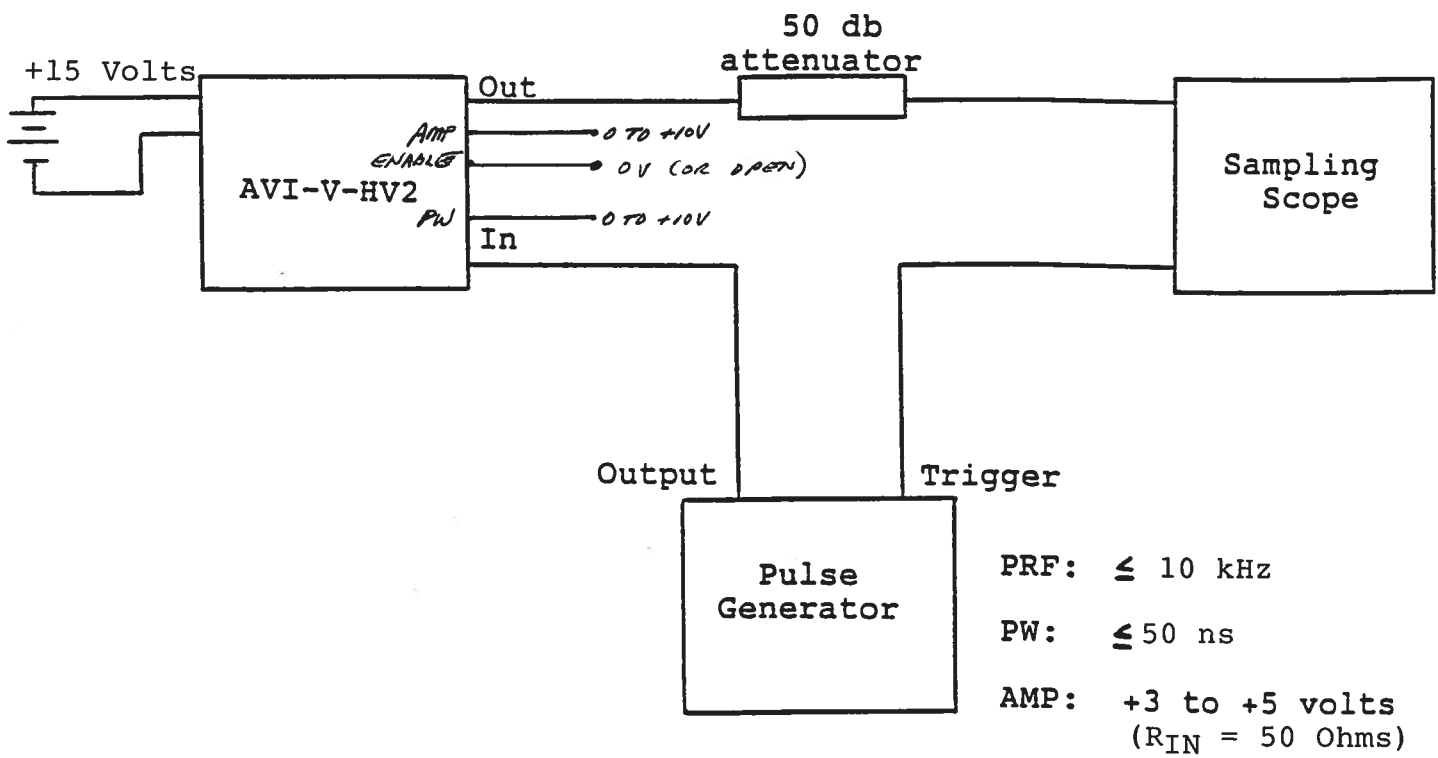 50 db
attenuator
+15 Volts
Out
AMP
0 TO +10V
ENABLE
0V (OR OPEN)
AVI-V-HV2
PW
0 TO +10V
In
Sampling
Scope
Output
Trigger
Pulse
Generator
PRF: ≤ 10 kHz
PW: ≤ 50 ns
AMP: +3 to +5 volts
(RIN = 50 Ohms)